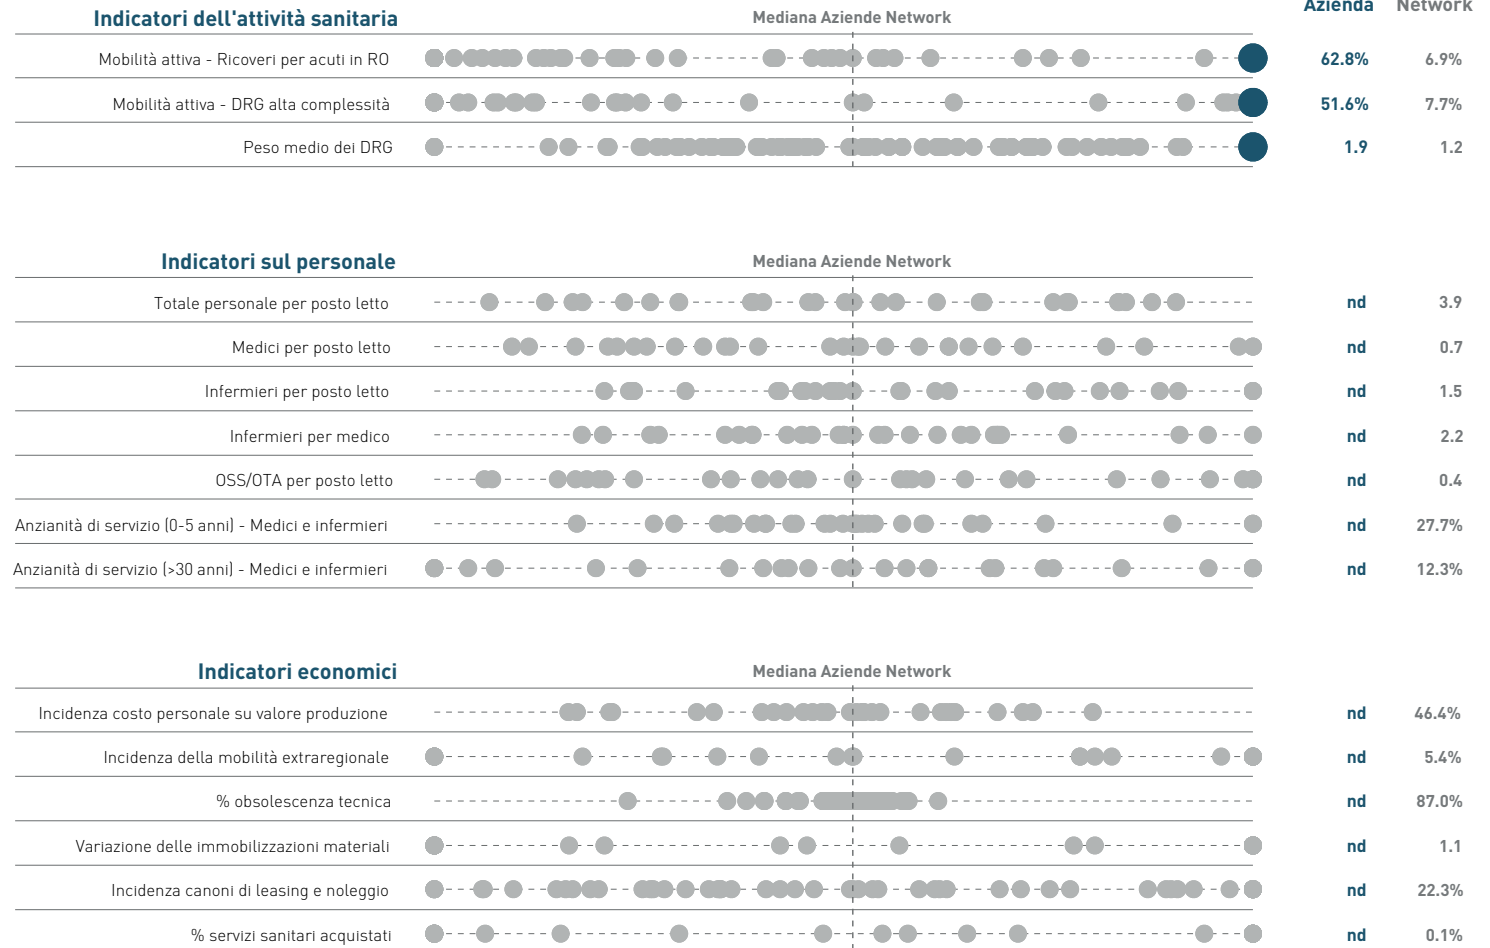 Azienda Network
Indicatori dell'attività sanitaria Mediana Aziende Network
Mobilità attiva - Ricoveri per acuti in RO 62.8% 6.9%
Mobilità attiva - DRG alta complessità 51.6% 7.7%
Peso medio dei DRG 1.9 1.2
Indicatori sul personale Mediana Aziende Network
Totale personale per posto letto nd 3.9
Medici per posto letto nd 0.7
Infermieri per posto letto nd 1.5
Infermieri per medico nd 2.2
OSS/OTA per posto letto nd 0.4
Anzianità di servizio (0-5 anni) - Medici e infermieri nd 27.7%
Anzianità di servizio (>30 anni) - Medici e infermieri nd 12.3%
Indicatori economici Mediana Aziende Network
Incidenza costo personale su valore produzione nd 46.4%
Incidenza della mobilità extraregionale nd 5.4%
% obsolescenza tecnica nd 87.0%
Variazione delle immobilizzazioni materiali nd 1.1
Incidenza canoni di leasing e noleggio nd 22.3%
% servizi sanitari acquistati nd 0.1%